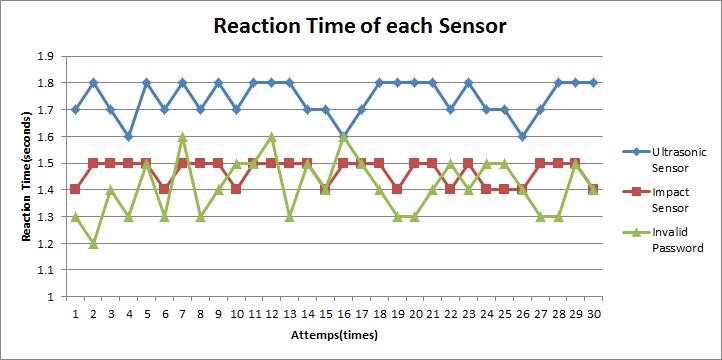 Reaction Time of each Sensor
Reaction Time(seconds)
1.9
1.8
1.7
1.6
1.5
1.4
1.3
1.2
1.1
1
1 2 3 4 5 6 7 8 9 10 11 12 13 14 15 16 17 18 19 20 21 22 23 24 25 26 27 28 29 30
Attemps(times)
Ultrasonic
Sensor
Impact
Sensor
Invalid
Password